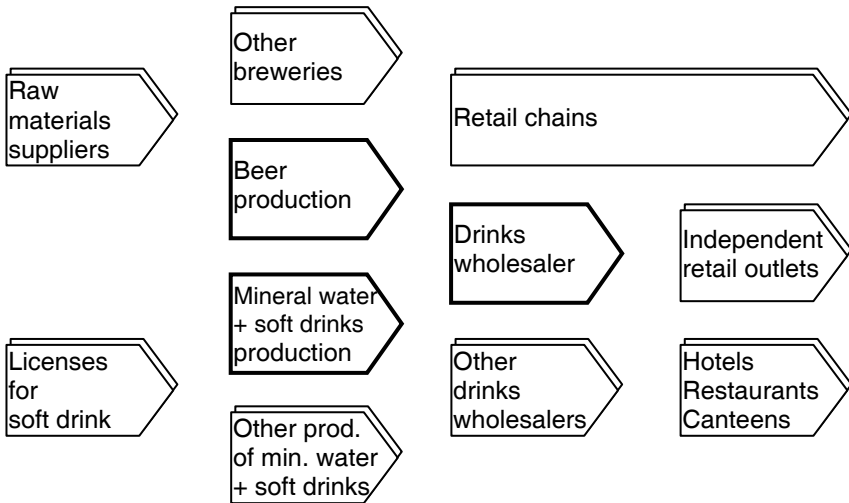 Raw
materials
suppliers
Licenses
for
soft drink
Other
breweries
Beer
production
Mineral water
+ soft drinks
production
Other prod.
of min. water
+ soft drinks
Retail chains
Drinks
wholesaler
Other
drinks
wholesalers
Independent
retail outlets
Hotels
Restaurants
Canteens